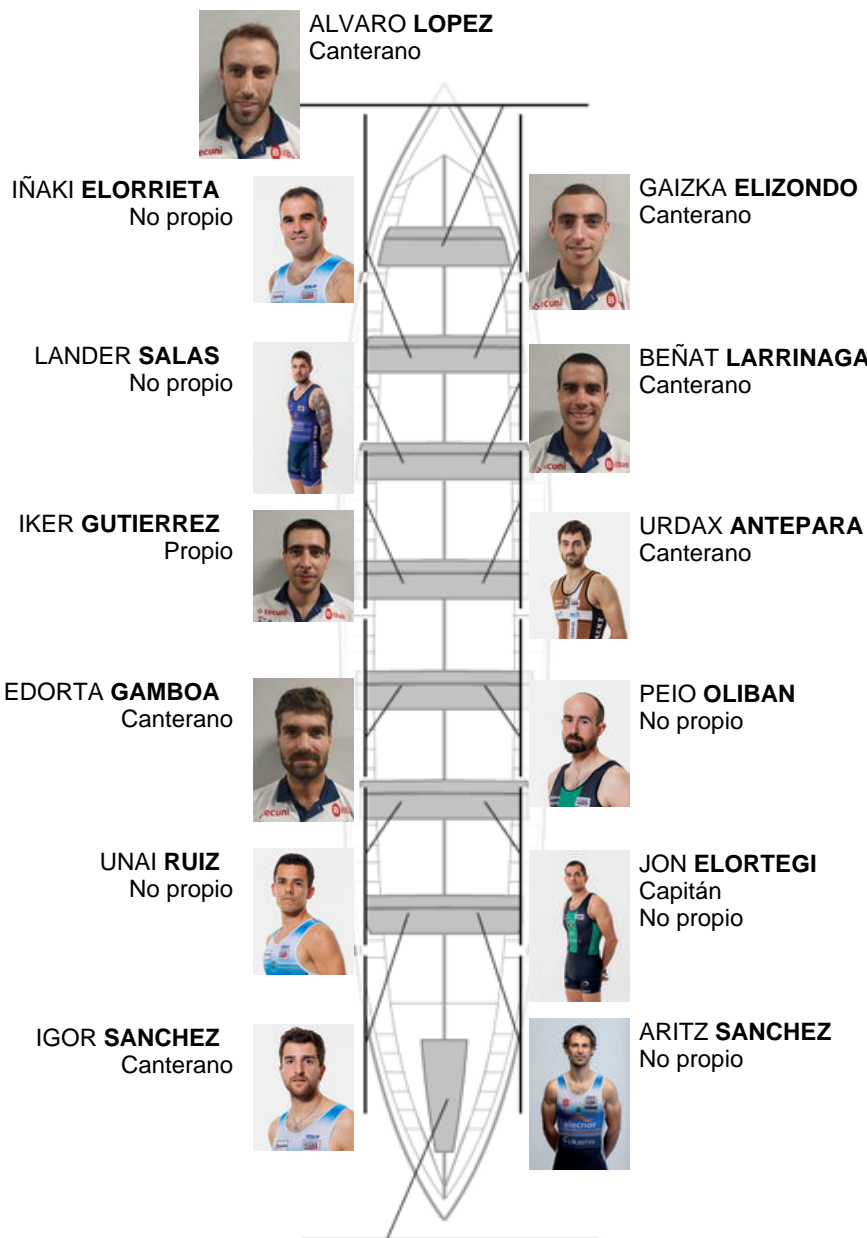 ALVARO LOPEZ
Canterano
IÑAKI ELORRIETA
No propio
GAIZKA ELIZONDO
Canterano
LANDER SALAS
No propio
BEÑAT LARRINAGA
Canterano
IKER GUTIERREZ
Propio
URDAX ANTEPARA
Canterano
EDORTA GAMBOA
Canterano
PEIO OLIBAN
No propio
UNAI RUIZ
No propio
JON ELORTEGI
Capitán
No propio
IGOR SANCHEZ
Canterano
ARITZ SANCHEZ
No propio